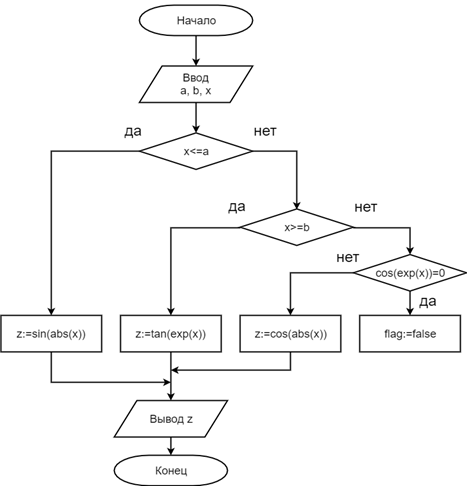 Начало
Ввод
a, b, x
да
нет
x<=a
да
нет
x>=b
нет
cos(exp(x))=0
да
z:=sin(abs(x))
z:=tan(exp(x))
z:=cos(abs(x))
flag:=false
Вывод z
Конец